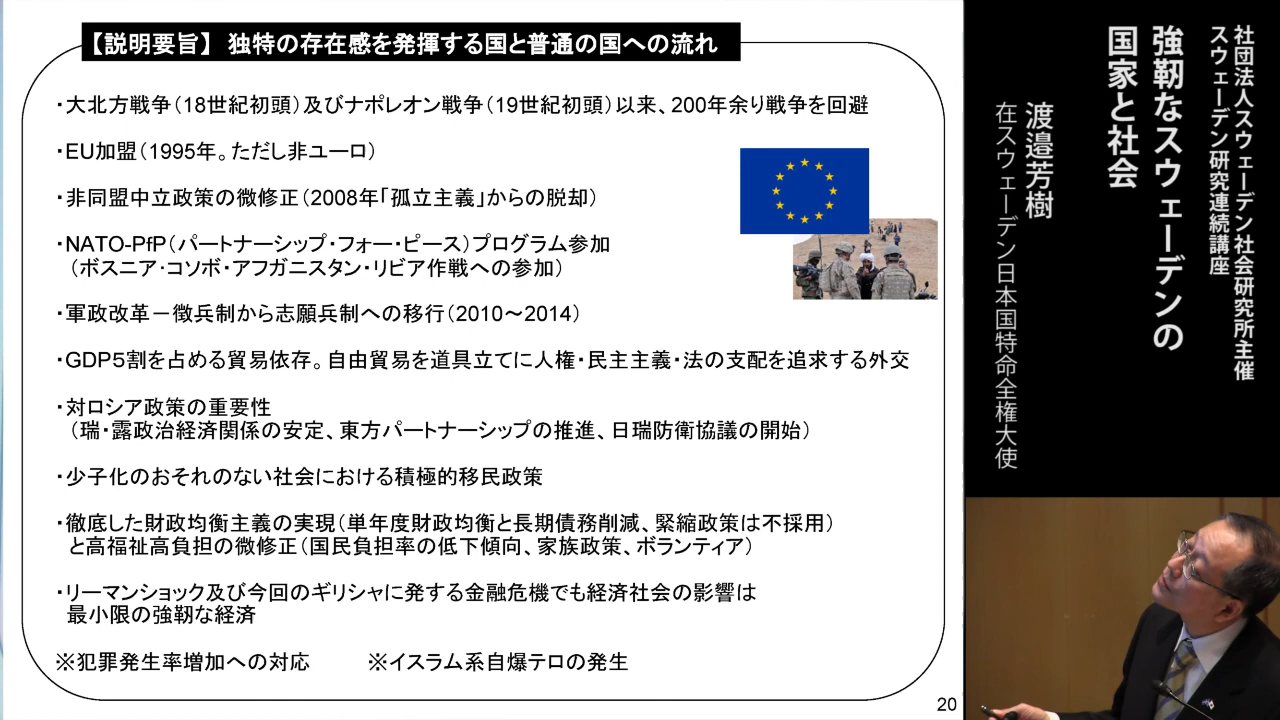 【説明要旨】 独特の存在感を発揮する国と普通の国への流れ
・大北方戦争(18世紀初頭)及びナポレオン戦争(19世紀初頭)以来、200年余り戦争を回避
・EU加盟(1995年。ただし非ユーロ)
・非同盟中立政策の微修正(2008年「孤立主義」からの脱却)
・NATO-PfP(パートナーシップ・フォー・ピース)プログラム参加
(ボスニア・コソボ・アフガニスタン・リビア作戦への参加)
・軍政改革－徴兵制から志願兵制への移行(2010～2014)
・GDP5割を占める貿易依存。自由貿易を道具立てに人権・民主主義・法の支配を追求する外交
・対ロシア政策の重要性
(瑞・露政治経済関係の安定、東方パートナーシップの推進、日瑞防衛協議の開始)
・少子化のおそれのない社会における積極的移民政策
・徹底した財政均衡主義の実現(単年度財政均衡と長期債務削減、緊縮政策は不採用)
と高福祉高負担の微修正(国民負担率の低下傾向、家族政策、ボランティア)
・リーマンショック及び今回のギリシャに発する金融危機でも経済社会の影響は
最小限の強靭な経済
※犯罪発生率増加への対応 ※イスラム系自爆テロの発生
20
社団法人スウェーデン社会研究所主催
スウェーデン研究連続講座
強靭なスウェーデンの
国家と社会
渡邉芳樹
在スウェーデン日本国特命全権大使